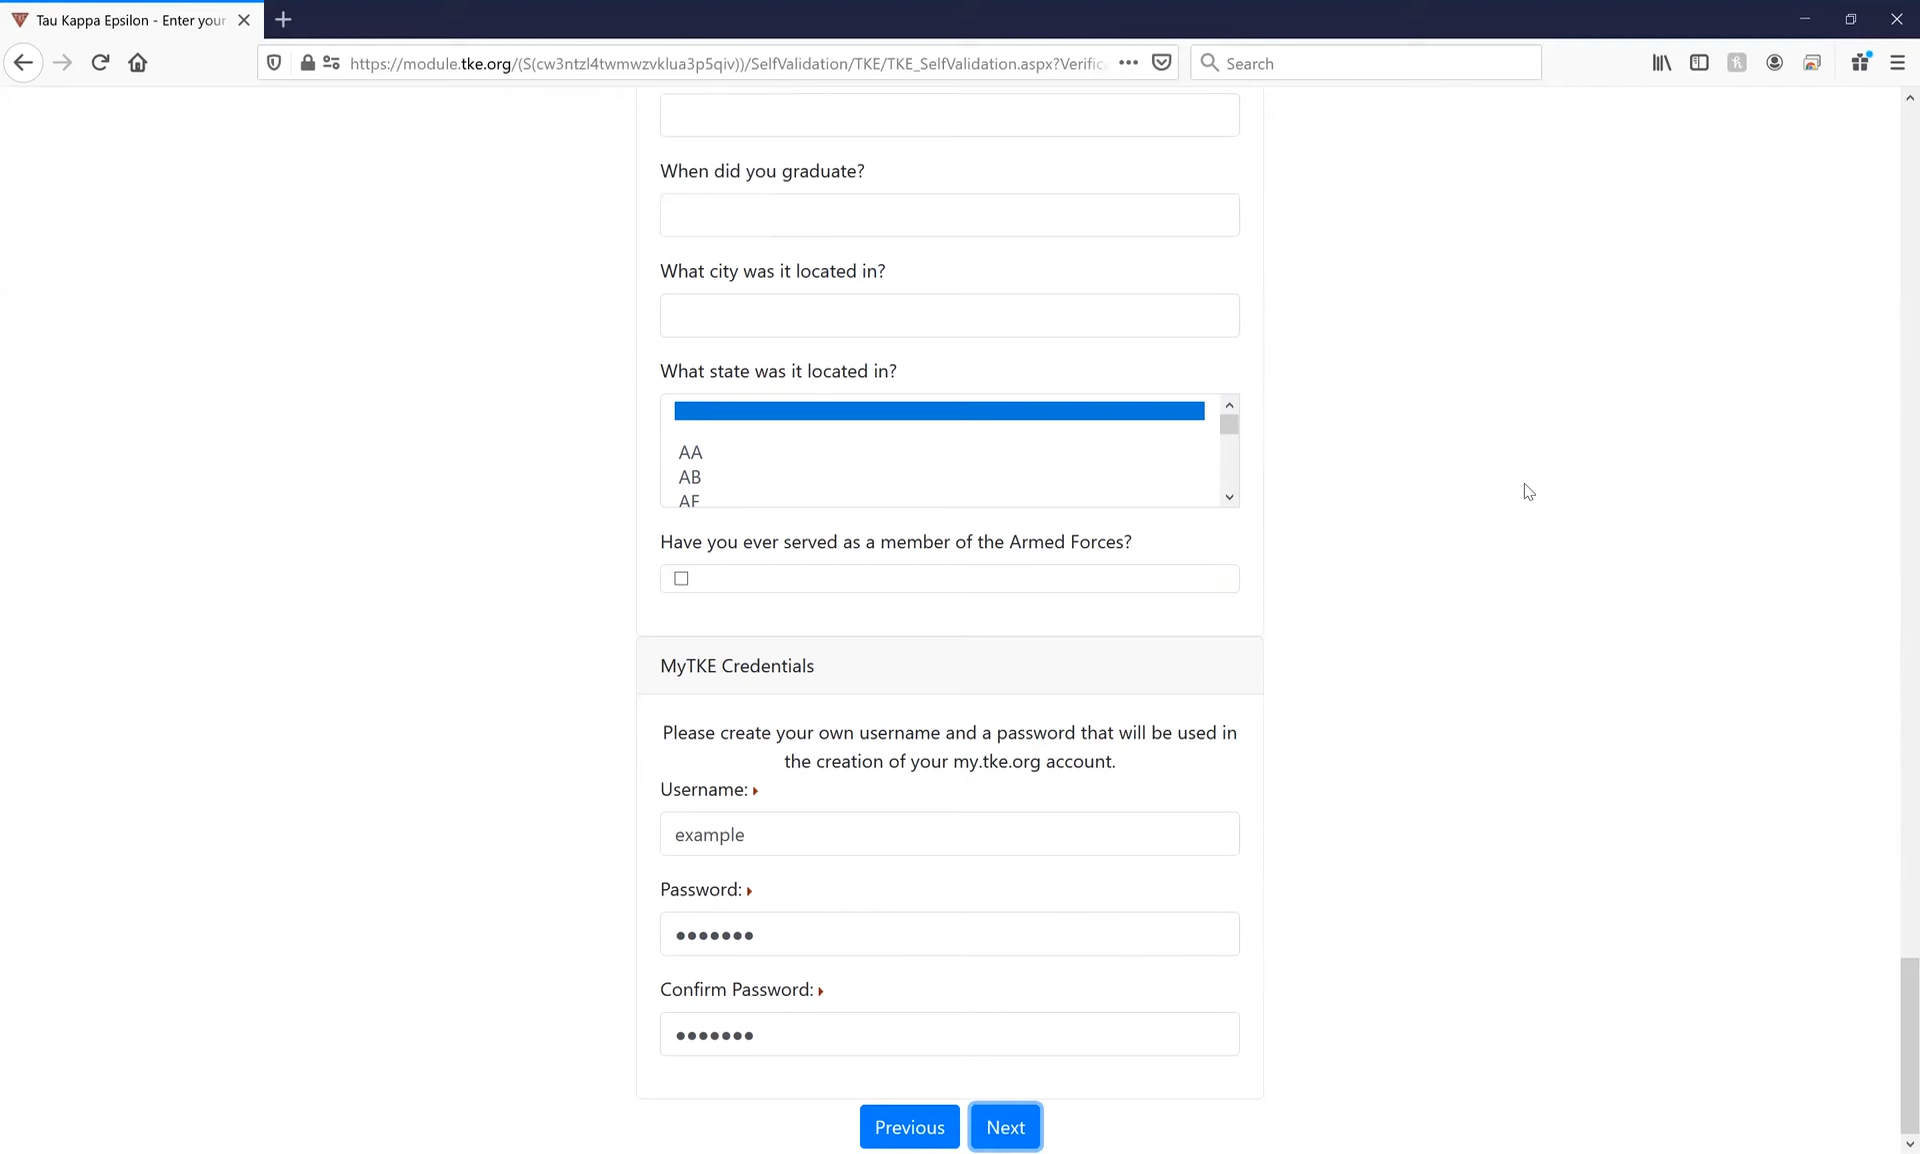 Tau Kappa Epsilon - Enter your
https://module.tke.org/(S(cw3ntzl4twmwzvklua3p5qiv))/SelfValidation/TKE/TKE_SelfValidation.aspx?Verific
Search
When did you graduate?
What city was it located in?
What state was it located in?
AA
AB
AE
Have you ever served as a member of the Armed Forces?
MyTKE Credentials
Please create your own username and a password that will be used in
the creation of your my.tke.org account.
Username:
example
Password:
Confirm Password:
Previous
Next